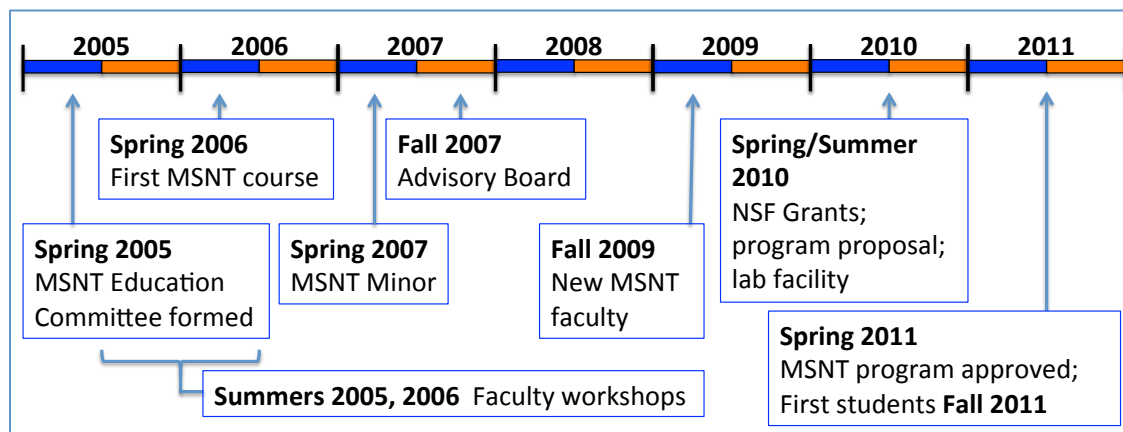 2005 2006 2007 2008 2009 2010 2011
Spring 2006
First MSNT course
Fall 2007
Advisory Board
Spring/Summer
2010
NSF Grants;
program proposal;
lab facility
Spring 2005
MSNT Education
Committee formed
Spring 2007
MSNT Minor
Fall 2009
New MSNT
faculty
Spring 2011
MSNT program approved;
First students Fall 2011
Summers 2005, 2006 Faculty workshops